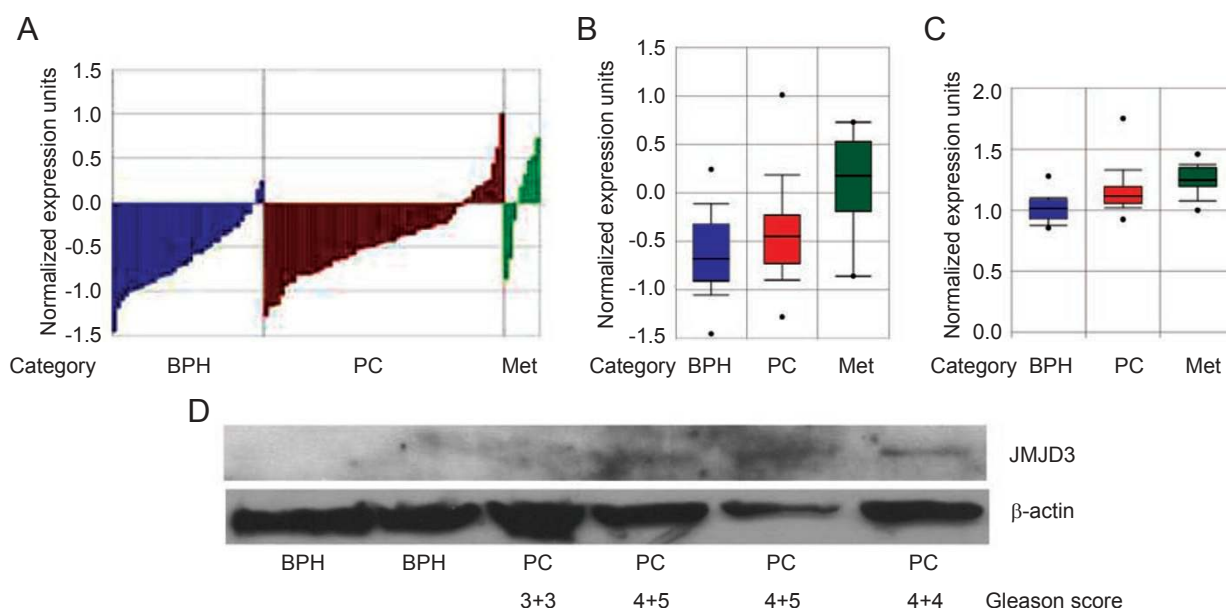 A
Normalized expression units
1.5
1.0
0.5
0.0
-0.5
-1.0
-1.5
Category BPH PC Met
B
Normalized expression units
1.5
1.0
0.5
0.0
-0.5
-1.0
-1.5
Category BPH PC Met
C
Normalized expression units
2.0
1.5
1.0
0.5
0.0
Category BPH PC Met
D
JMJD3
β-actin
BPH BPH PC PC PC PC
3+3 4+5 4+5 4+4 Gleason score